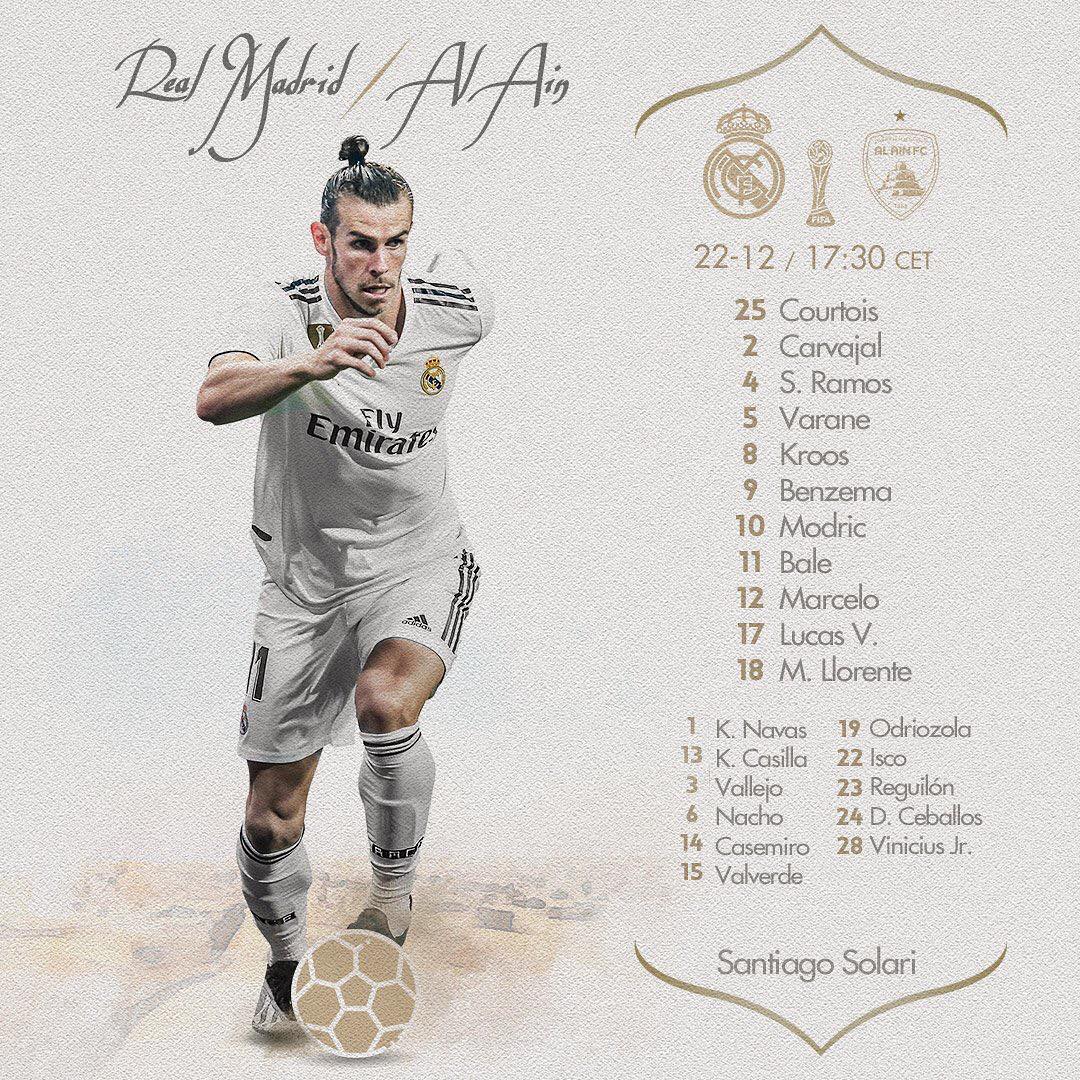 Real Madrid / Al Ain
AL AIN FC
FIFA
22-12 / 17:30 CET
25 Courtois
2 Carvajal
4 S. Ramos
5 Varane
8 Kroos
9 Benzema
10 Modric
11 Bale
12 Marcelo
17 Lucas V.
18 M. Llorente
1 K. Navas
13 K. Casilla
3 Vallejo
6 Nacho
14 Casemiro
15 Valverde
19 Odriozola
22 Isco
23 Reguilón
24 D. Ceballos
28 Vinicius Jr.
Santiago Solari
Fly
Emirates
adidas
11